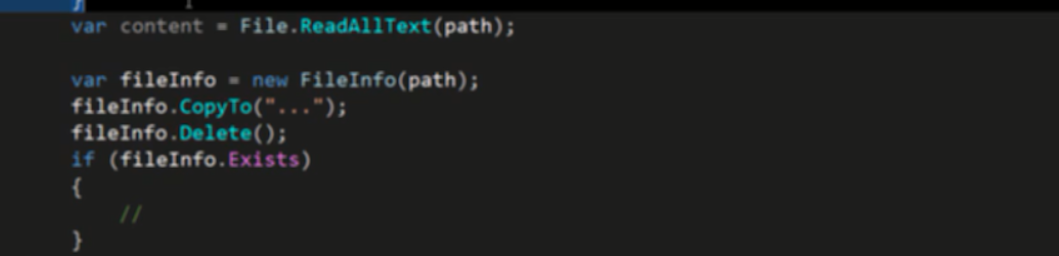 }
var content = File.ReadAllText(path);
var fileInfo = new FileInfo(path);
fileInfo.CopyTo("...");
fileInfo.Delete();
if (fileInfo.Exists)
{
//
}